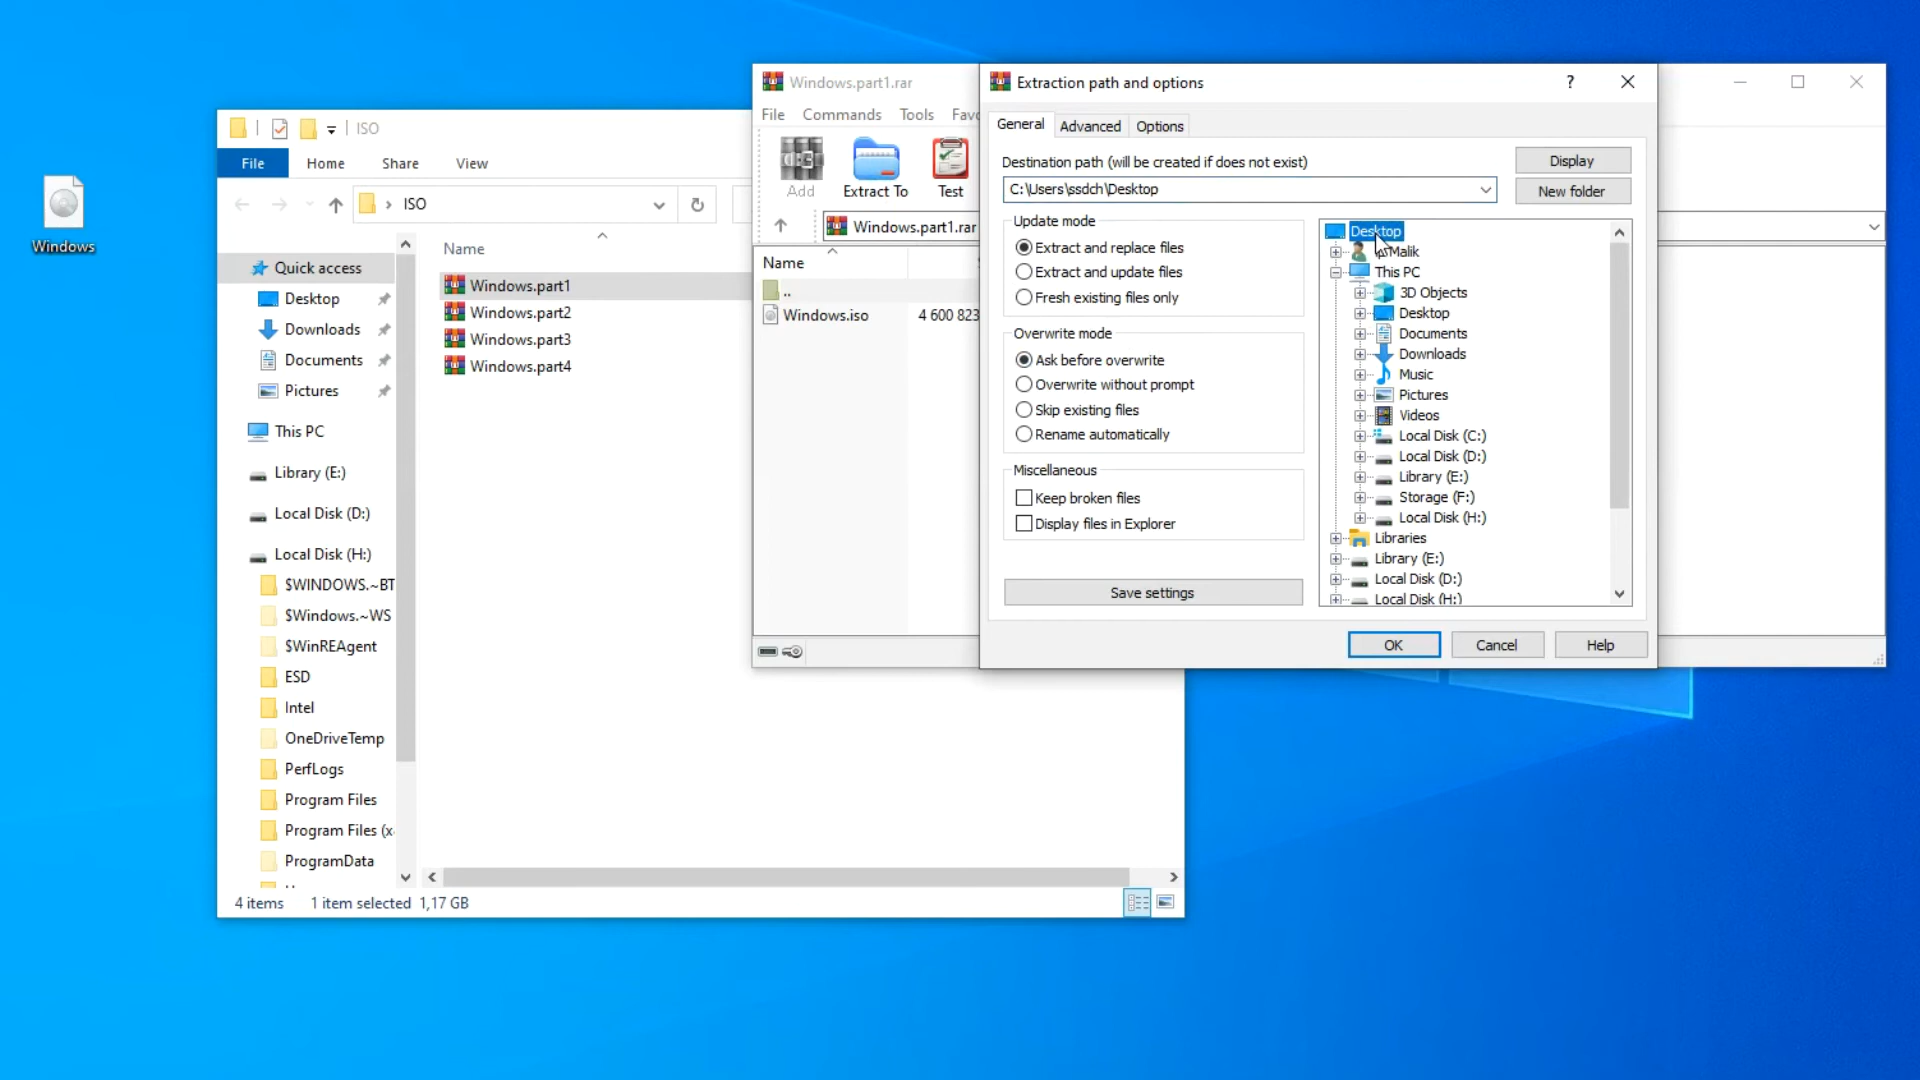 Windows
ISO
File
Home
Share
View
ISO
Quick access
Desktop
Downloads
Documents
Pictures
This PC
Library (E:)
Local Disk (D:)
Local Disk (H:)
$WINDOWS.~BT
$Windows.~WS
$WinREAgent
ESD
Intel
OneDriveTemp
PerfLogs
Program Files
Program Files (x
ProgramData
Name
Windows.part1
Windows.part2
Windows.part3
Windows.part4
4 items
1 item selected 1,17 GB
Windows.part1.rar
File
Commands
Tools
Favo
Add
Extract To
Test
Windows.part1.rar
Name
..
Windows.iso
4 600 823
Extraction path and options
General
Advanced
Options
Destination path (will be created if does not exist)
C:\Users\ssdch\Desktop
Display
New folder
Update mode
Extract and replace files
Extract and update files
Fresh existing files only
Overwrite mode
Ask before overwrite
Overwrite without prompt
Skip existing files
Rename automatically
Miscellaneous
Keep broken files
Display files in Explorer
Save settings
Desktop
Malik
This PC
3D Objects
Desktop
Documents
Downloads
Music
Pictures
Videos
Local Disk (C:)
Local Disk (D:)
Library (E:)
Storage (F:)
Local Disk (H:)
Libraries
Library (E:)
Local Disk (D:)
Local Disk (H:)
OK
Cancel
Help